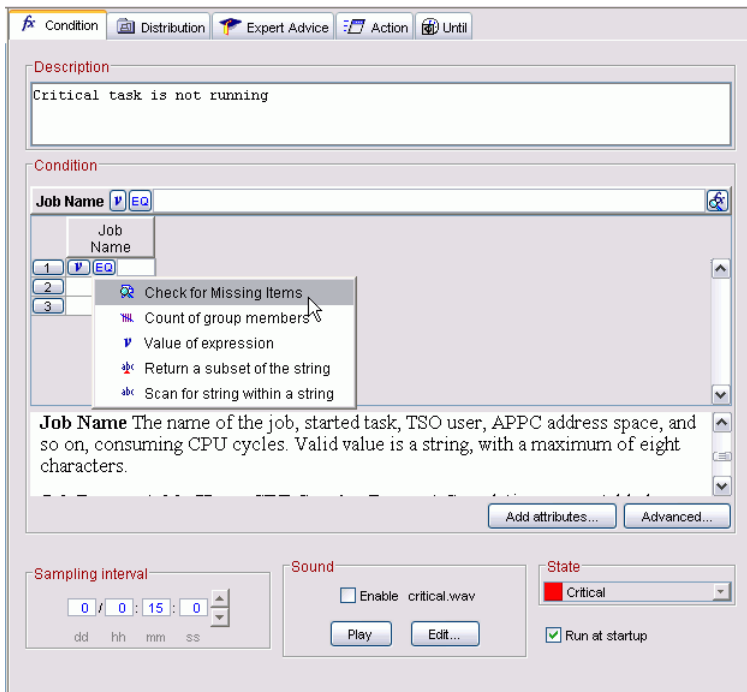 Condition Distribution Expert Advice Action Until
Description
Critical task is not running
Condition
Job Name EQ
Job
Name
1 EQ
2
3
Check for Missing Items
Count of group members
Value of expression
Return a subset of the string
Scan for string within a string
Job Name The name of the job, started task, TSO user, APPC address space, and
so on, consuming CPU cycles. Valid value is a string, with a maximum of eight
characters.
Add attributes... Advanced...
Sampling interval
0 / 0 : 15 : 0
dd hh mm ss
Sound
Enable critical.wav
Play Edit...
State
Critical
Run at startup